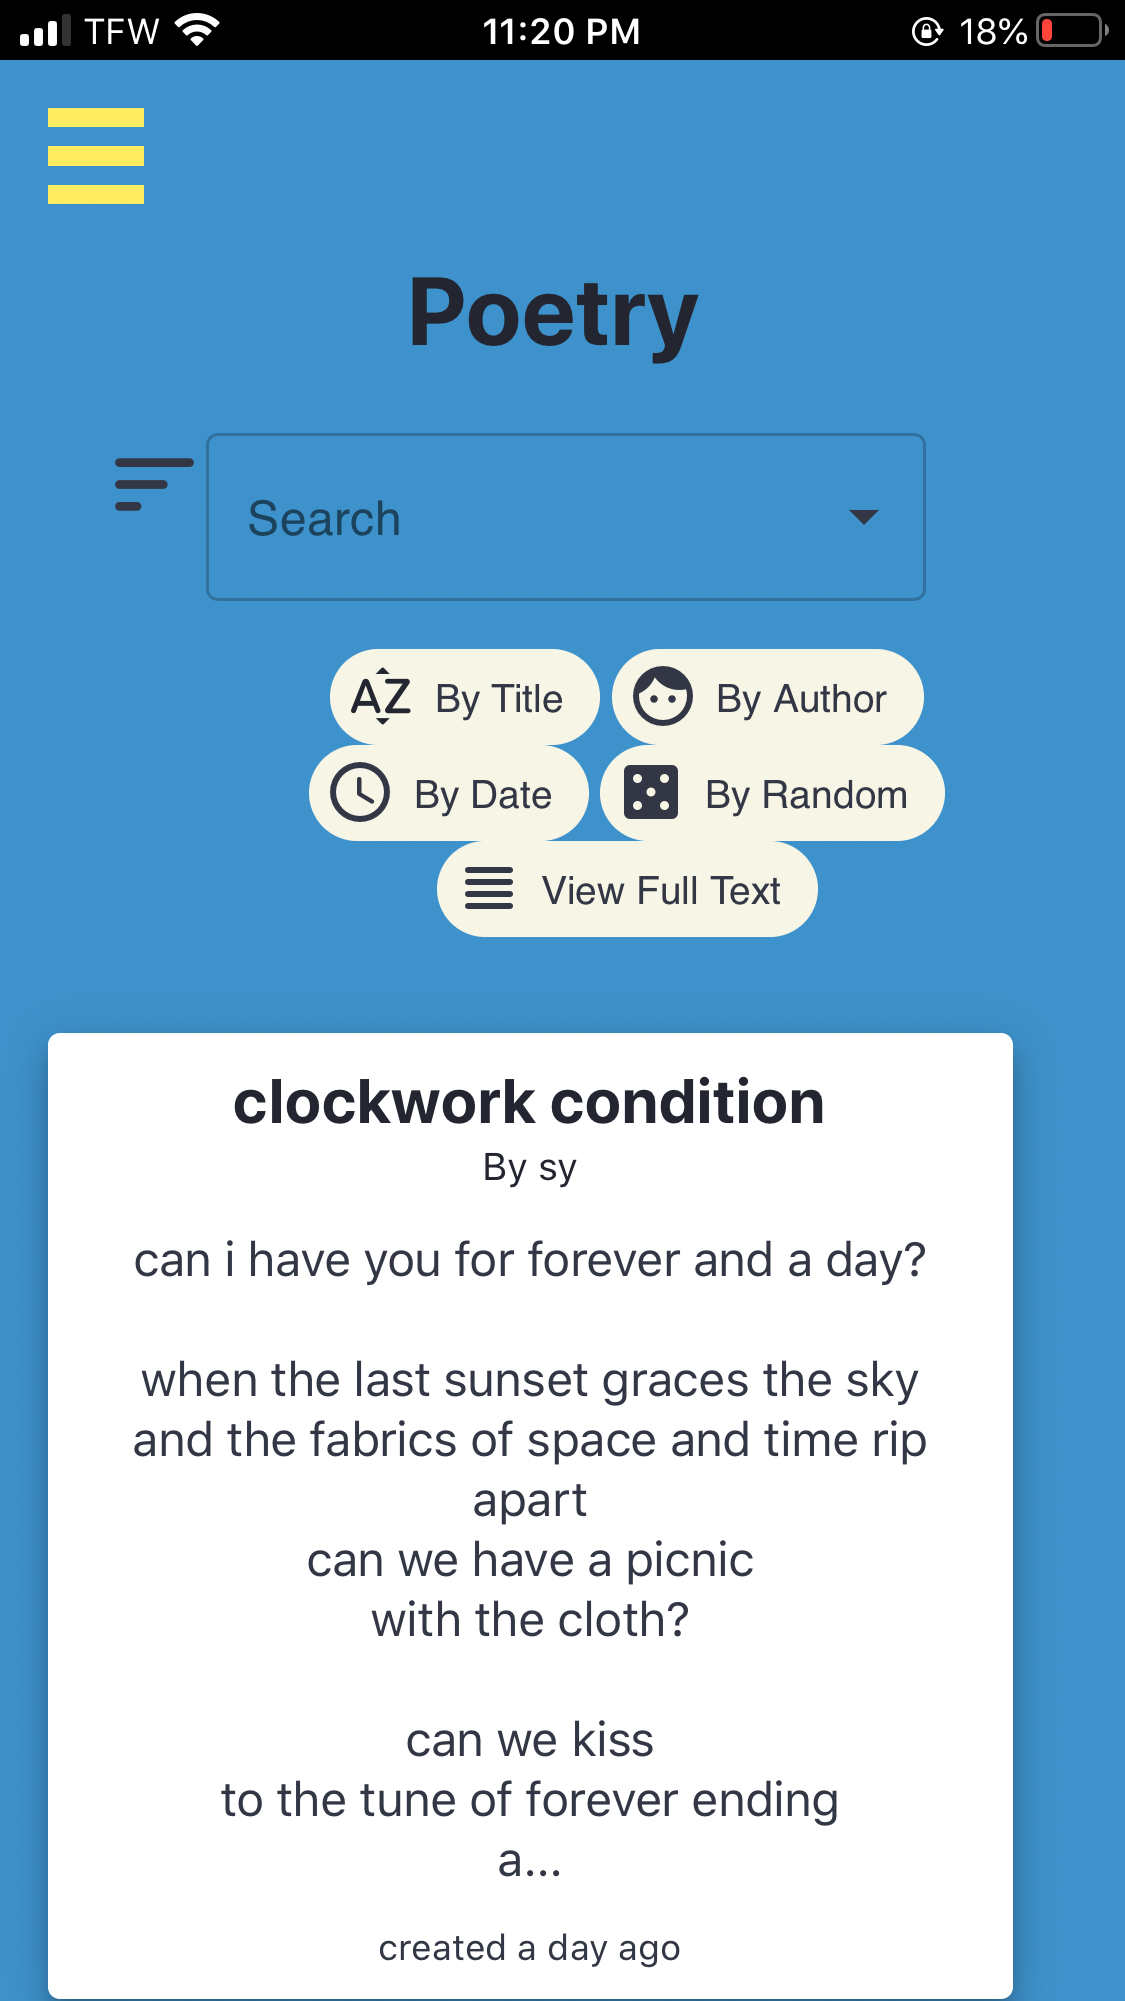 TFW 11:20 PM 18%
Poetry
Search
AZ By Title By Author
By Date By Random
View Full Text
clockwork condition
By sy
can i have you for forever and a day?
when the last sunset graces the sky
and the fabrics of space and time rip
apart
can we have a picnic
with the cloth?
can we kiss
to the tune of forever ending
a...
created a day ago